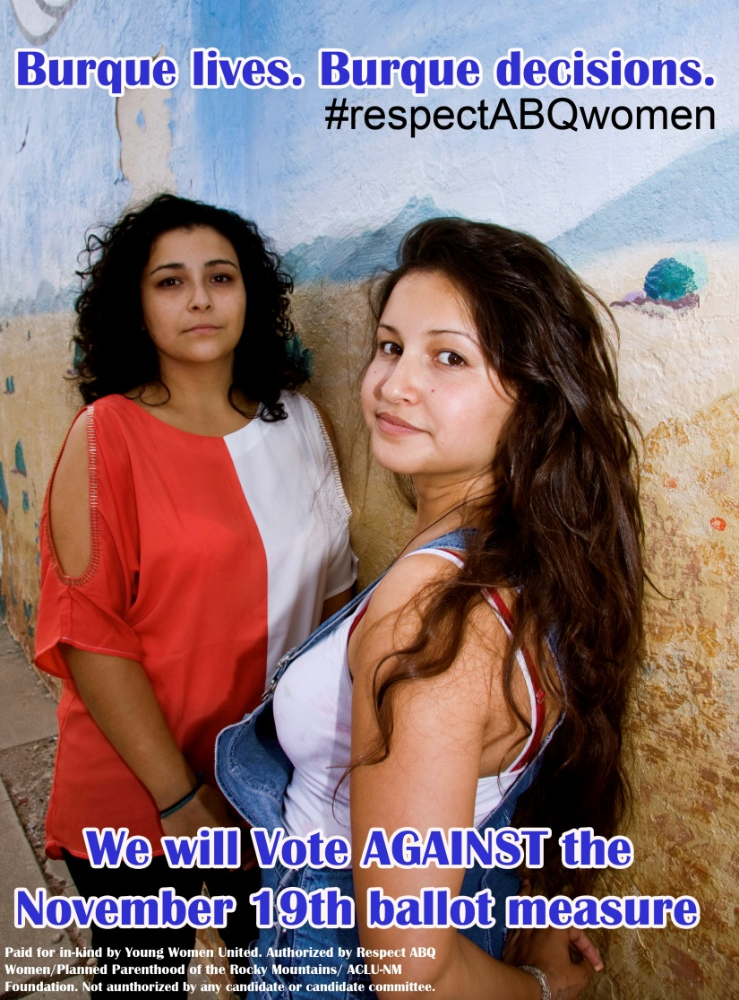 Burque lives. Burque decisions.
#respectABQwomen
We will Vote AGAINST the
November 19th ballot measure
Paid for in-kind by Young Women United. Authorized by Respect ABQ
Women/Planned Parenthood of the Rocky Mountains/ ACLU-NM
Foundation. Not aunthorized by any candidate or candidate committee.